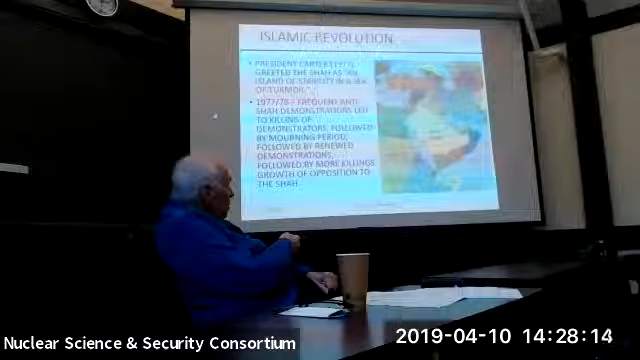 ISLAMIC REVOLUTION
• PRESIDENT CARTER (1977)
GREETED THE SHAH AS "AN
ISLAND OF STABILITY IN A SEA
OF TURMOIL".
• 1977/78 – FREQUENT ANTI-
SHAH DEMONSTRATIONS LED
TO KILLING OF
DEMONSTRATORS, FOLLOWED
BY MOURNING PERIOD,
FOLLOWED BY RENEWED
DEMONSTRATIONS,
FOLLOWED BY MORE KILLINGS
GROWTH OF OPPOSITION TO
THE SHAH.
Nuclear Science & Security Consortium
2019-04-10 14:28:14